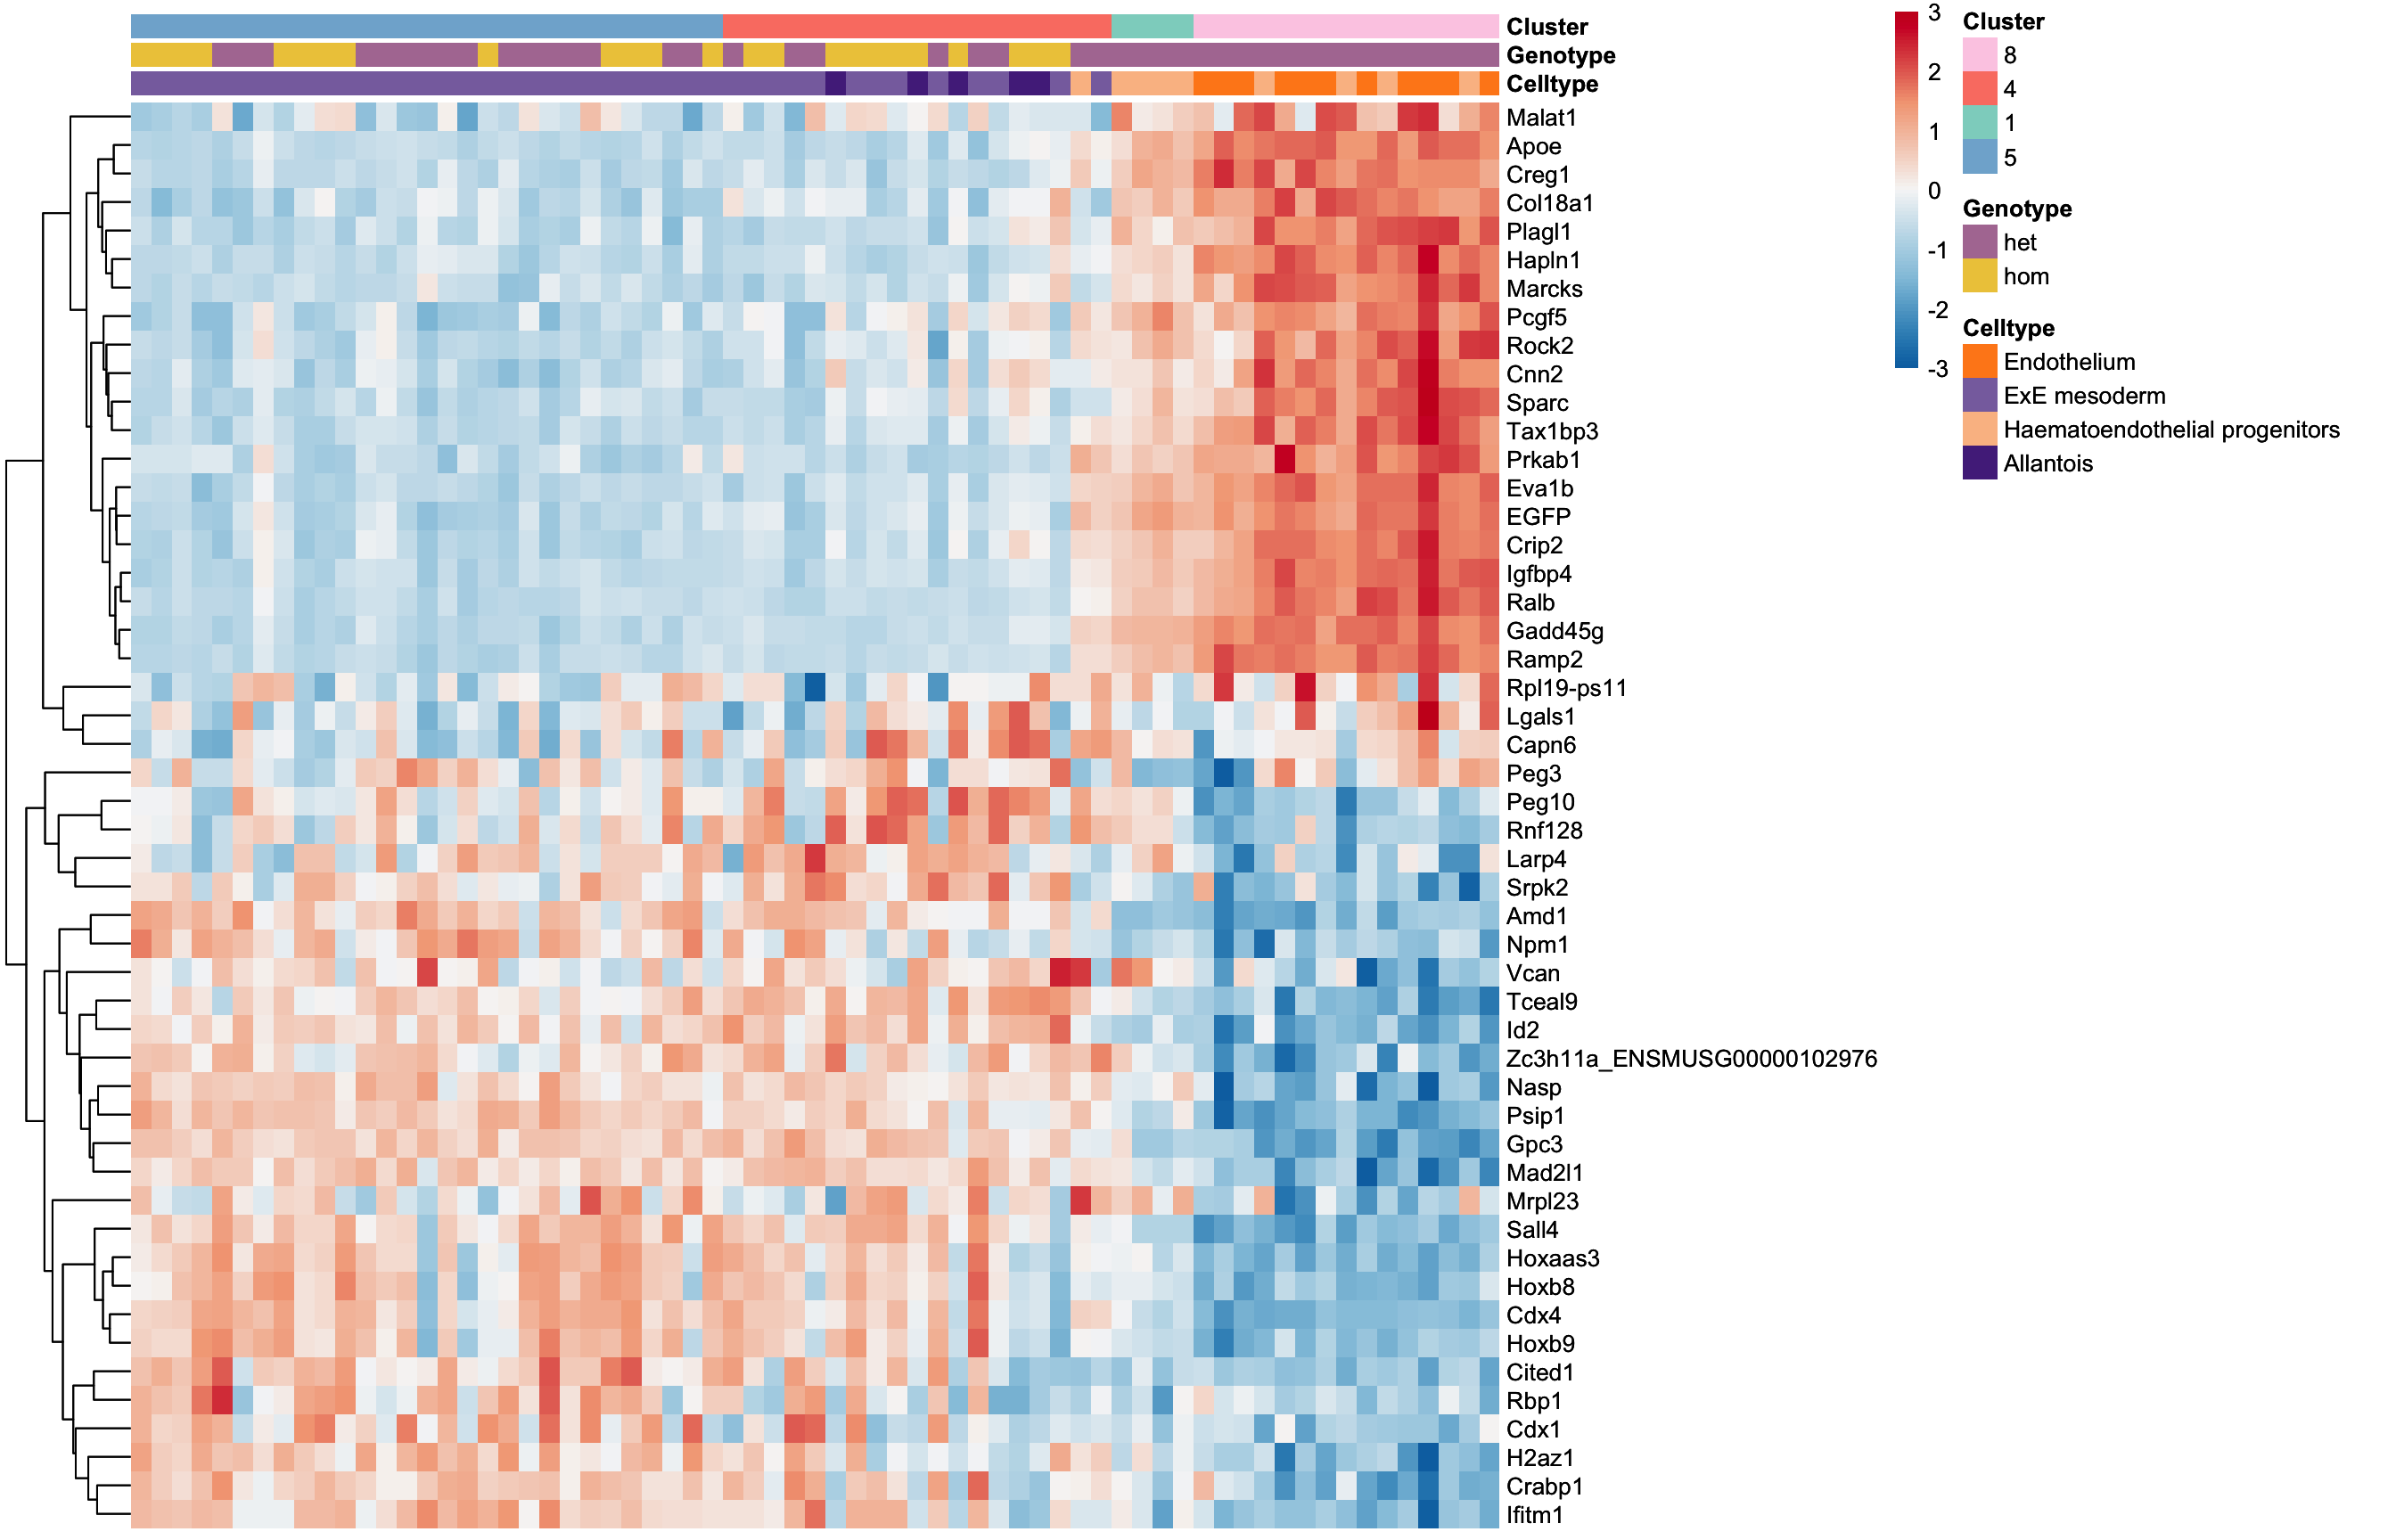 Cluster
Genotype
Celltype
Malat1
Apoe
Creg1
Col18a1
Plagl1
Hapln1
Marcks
Pcgf5
Rock2
Cnn2
Sparc
Tax1bp3
Prkab1
Eva1b
EGFP
Crip2
Igfbp4
Ralb
Gadd45g
Ramp2
Rpl19-ps11
Lgals1
Capn6
Peg3
Peg10
Rnf128
Larp4
Srpk2
Amd1
Npm1
Vcan
Tceal9
Id2
Zc3h11a_ENSMUSG00000102976
Nasp
Psip1
Gpc3
Mad2l1
Mrpl23
Sall4
Hoxaas3
Hoxb8
Cdx4
Hoxb9
Cited1
Rbp1
Cdx1
H2az1
Crabp1
Ifitm1
3
2
1
0
-1
-2
-3
Cluster
8
4
1
5
Genotype
het
hom
Celltype
Endothelium
ExE mesoderm
Haematoendothelial progenitors
Allantois